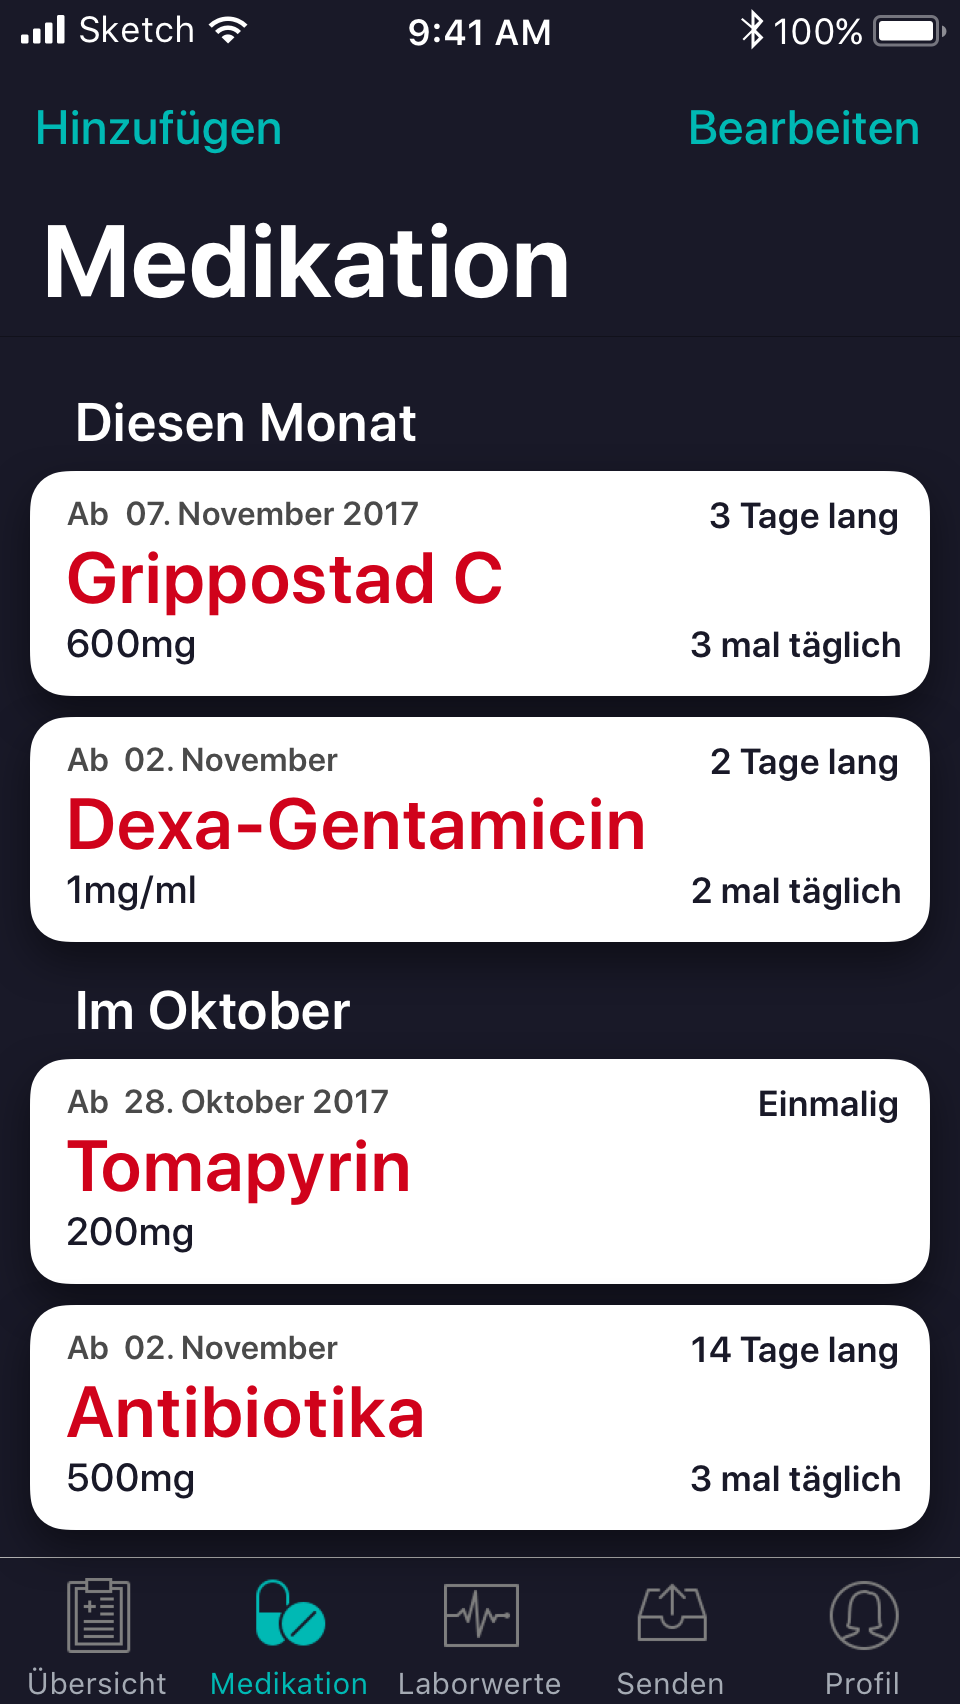 Sketch 9:41 AM 100%
Hinzufügen Bearbeiten
Medikation
Diesen Monat
Ab 07. November 2017 3 Tage lang
Grippostad C
600mg 3 mal täglich
Ab 02. November 2 Tage lang
Dexa-Gentamicin
1mg/ml 2 mal täglich
Im Oktober
Ab 28. Oktober 2017 Einmalig
Tomapyrin
200mg
Ab 02. November 14 Tage lang
Antibiotika
500mg 3 mal täglich
Übersicht Medikation Laborwerte Senden Profil